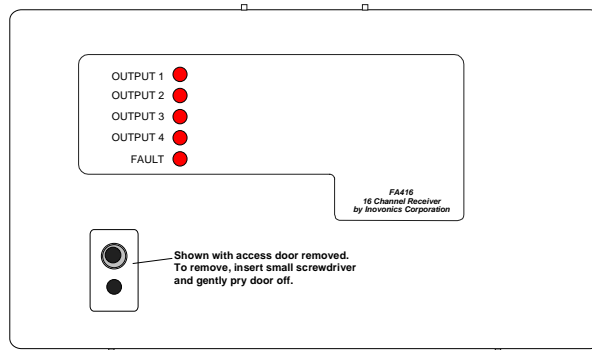 OUTPUT 1
OUTPUT 2
OUTPUT 3
OUTPUT 4
FAULT
FA416
16 Channel Receiver
by Inovonics Corporation
Shown with access door removed.
To remove, insert small screwdriver
and gently pry door off.